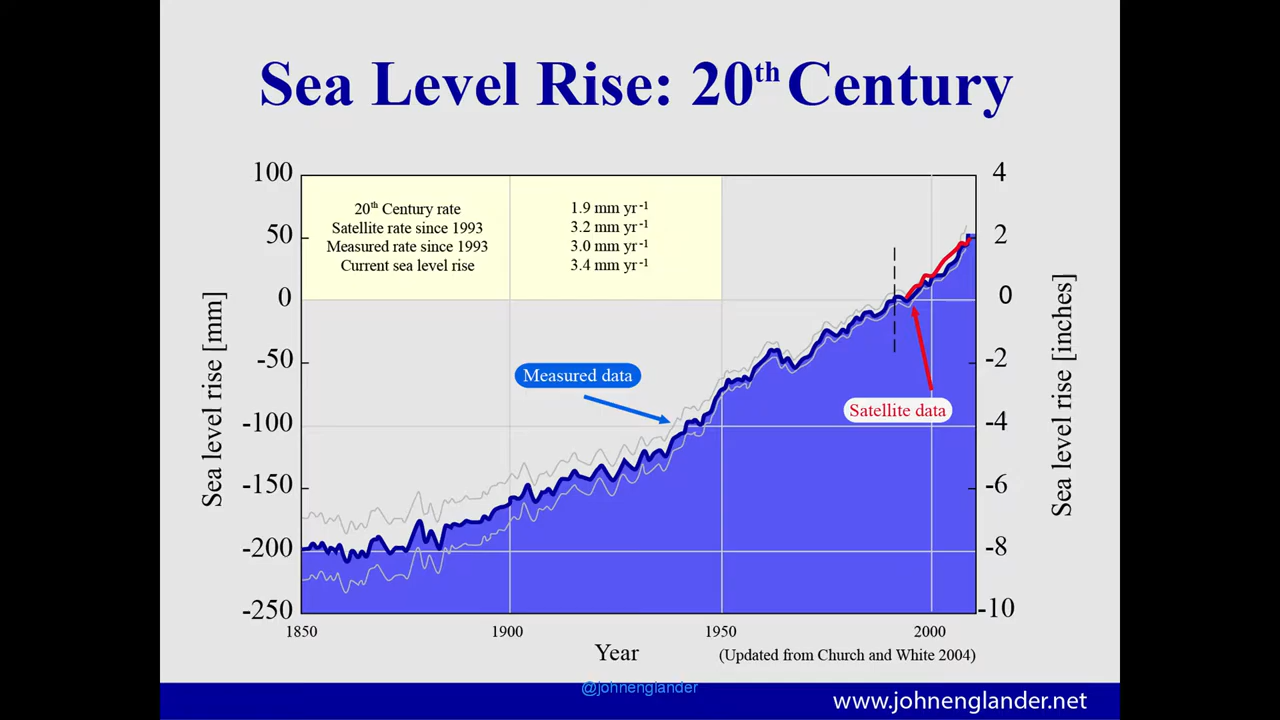 Sea Level Rise: 20th Century
100
50
0
-50
-100
-150
-200
-250
Sea level rise [mm]
20th Century rate 1.9 mm yr-1
Satellite rate since 1993 3.2 mm yr-1
Measured rate since 1993 3.0 mm yr-1
Current sea level rise 3.4 mm yr-1
Measured data
Satellite data
4
2
0
-2
-4
-6
-8
-10
Sea level rise [inches]
1850 1900 1950 2000
Year
(Updated from Church and White 2004)
@johnenglander
www.johnenglander.net